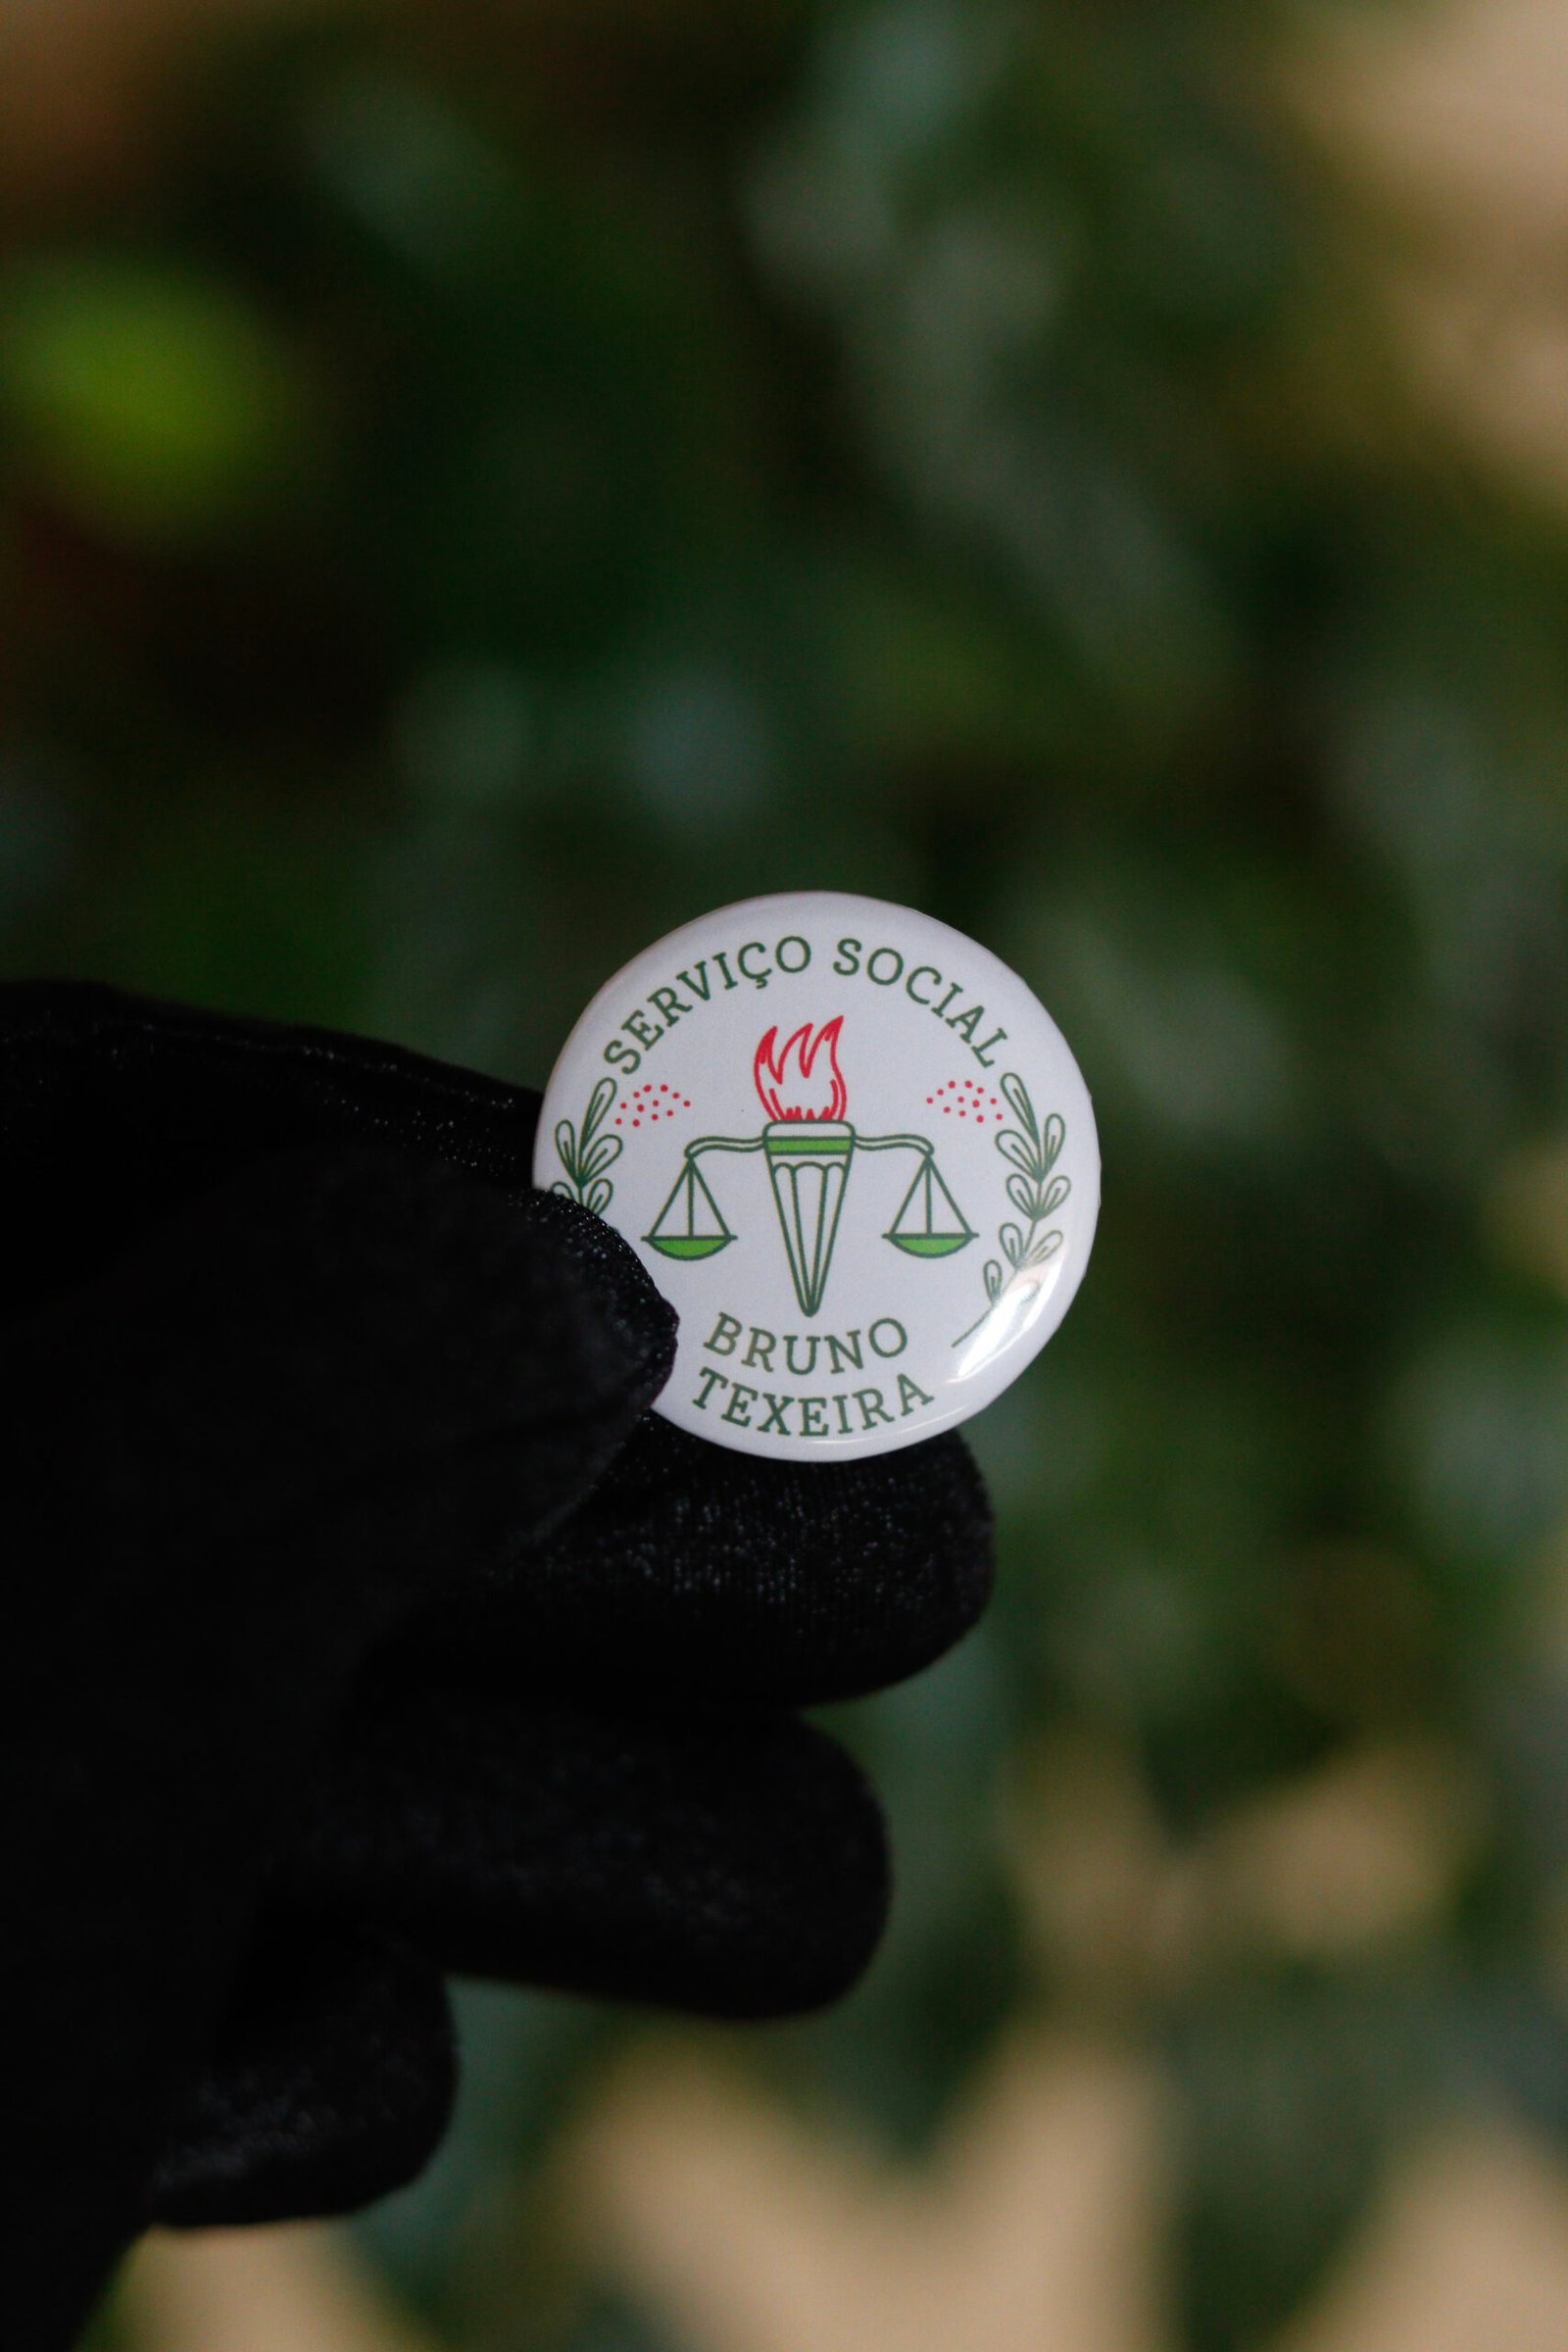 SERVIÇO SOCIAL
BRUNO
TEXEIRA